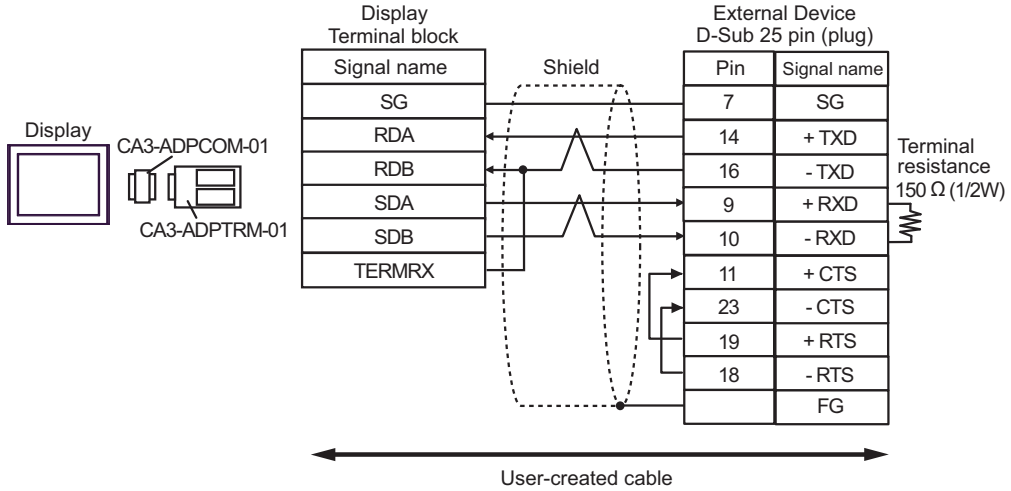 Display
Terminal block
External Device
D-Sub 25 pin (plug)
Signal name
Shield
Pin
Signal name
SG
7
SG
RDA
14
+ TXD
RDB
16
- TXD
SDA
9
+ RXD
SDB
10
- RXD
TERMRX
11
+ CTS
23
- CTS
19
+ RTS
18
- RTS
FG
Display
CA3-ADPCOM-01
CA3-ADPTRM-01
Terminal
resistance
150 Ω (1/2W)
User-created cable